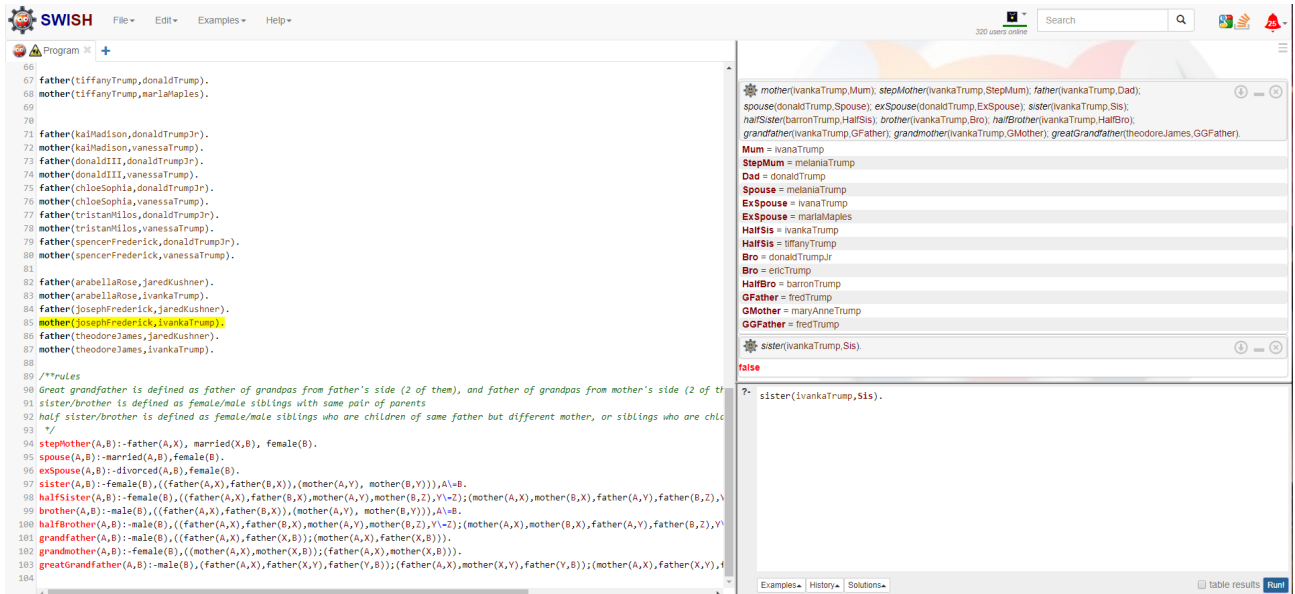 SWISH File Edit Examples Help 320 users online Search 25
Program
66
67 father(tiffanyTrump,donaldTrump).
68 mother(tiffanyTrump,marlaMaples).
69
70
71 father(kaiMadison,donaldTrumpJr).
72 mother(kaiMadison,vanessaTrump).
73 father(donaldIII,donaldTrumpJr).
74 mother(donaldIII,vanessaTrump).
75 father(chloeSophia,donaldTrumpJr).
76 mother(chloeSophia,vanessaTrump).
77 father(tristanMilos,donaldTrumpJr).
78 mother(tristanMilos,vanessaTrump).
79 father(spencerFrederick,donaldTrumpJr).
80 mother(spencerFrederick,vanessaTrump).
81
82 father(arabellaRose,jaredKushner).
83 mother(arabellaRose,ivankaTrump).
84 father(josephFrederick,jaredKushner).
85 mother(josephFrederick,ivankaTrump).
86 father(theodoreJames,jaredKushner).
87 mother(theodoreJames,ivankaTrump).
88
89 /**rules
90 Great grandfather is defined as father of grandpas from father's side (2 of them), and father of grandpas from mother's side (2 of th
91 sister/brother is defined as female/male siblings with same pair of parents
92 half sister/brother is defined as female/male siblings who are children of same father but different mother, or siblings who are chil
93 */
94 stepMother(A,B):-father(A,X), married(X,B), female(B).
95 spouse(A,B):-married(A,B),female(B).
96 exSpouse(A,B):-divorced(A,B),female(B).
97 sister(A,B):-female(B),((father(A,X),father(B,X)),(mother(A,Y), mother(B,Y))),A\=B.
98 halfSister(A,B):-female(B),((father(A,X),father(B,X),mother(A,Y),mother(B,Z),Y\=Z);(mother(A,X),mother(B,X),father(A,Y),father(B,Z),Y
99 brother(A,B):-male(B),((father(A,X),father(B,X)),(mother(A,Y), mother(B,Y))),A\=B.
100 halfBrother(A,B):-male(B),((father(A,X),father(B,X),mother(A,Y),mother(B,Z),Y\=Z);(mother(A,X),mother(B,X),father(A,Y),father(B,Z),Y\
101 grandfather(A,B):-male(B),((father(A,X),father(X,B));(mother(A,X),father(X,B))).
102 grandmother(A,B):-female(B),((mother(A,X),mother(X,B));(father(A,X),mother(X,B))).
103 greatGrandfather(A,B):-male(B),(father(A,X),father(X,Y),father(Y,B));(father(A,X),mother(X,Y),father(Y,B));(mother(A,X),father(X,Y),f
104
mother(ivankaTrump,Mum); stepMother(ivankaTrump,StepMum); father(ivankaTrump,Dad);
spouse(donaldTrump,Spouse); exSpouse(donaldTrump,ExSpouse); sister(ivankaTrump,Sis);
halfSister(barronTrump,HalfSis); brother(ivankaTrump,Bro); halfBrother(ivankaTrump,HalfBro);
grandfather(ivankaTrump,GFather); grandmother(ivankaTrump,GMother); greatGrandfather(theodoreJames,GGFather).
Mum = ivanaTrump
StepMum = melaniaTrump
Dad = donaldTrump
Spouse = melaniaTrump
ExSpouse = ivanaTrump
ExSpouse = marlaMaples
HalfSis = ivankaTrump
HalfSis = tiffanyTrump
Bro = donaldTrumpJr
Bro = ericTrump
HalfBro = barronTrump
GFather = fredTrump
GMother = maryAnneTrump
GGFather = fredTrump
sister(ivankaTrump,Sis).
false
?- sister(ivankaTrump,Sis).
Examples History Solutions table results Run!